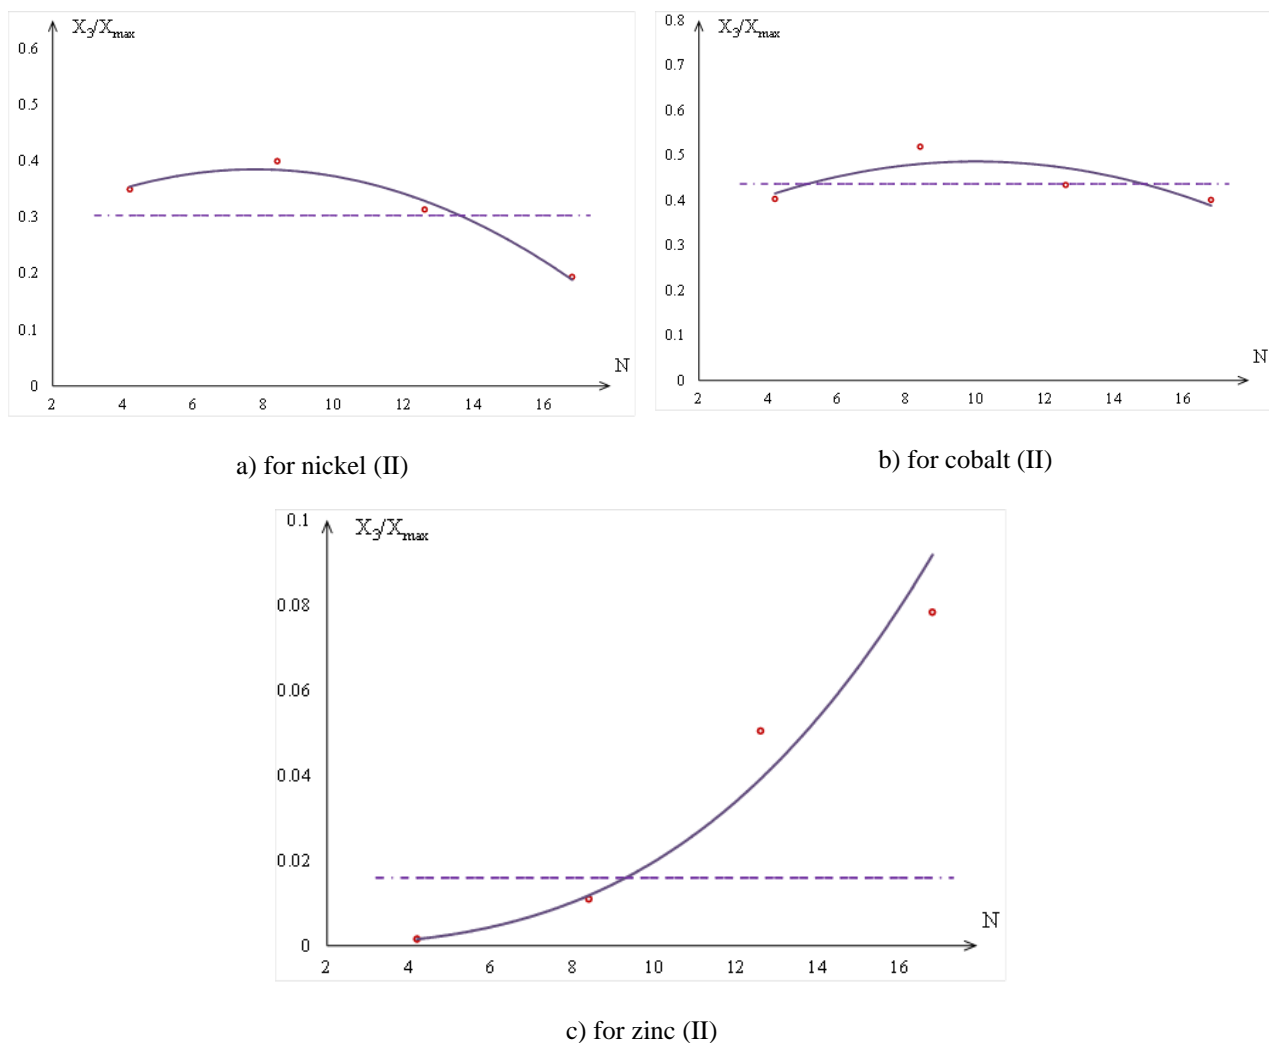 X3/Xmax
0.6
0.5
0.4
0.3
0.2
0.1
0
2 4 6 8 10 12 14 16
N
a) for nickel (II)
X3/Xmax
0.8
0.7
0.6
0.5
0.4
0.3
0.2
0.1
0
2 4 6 8 10 12 14 16
N
b) for cobalt (II)
X3/Xmax
0.1
0.08
0.06
0.04
0.02
0
2 4 6 8 10 12 14 16
N
c) for zinc (II)